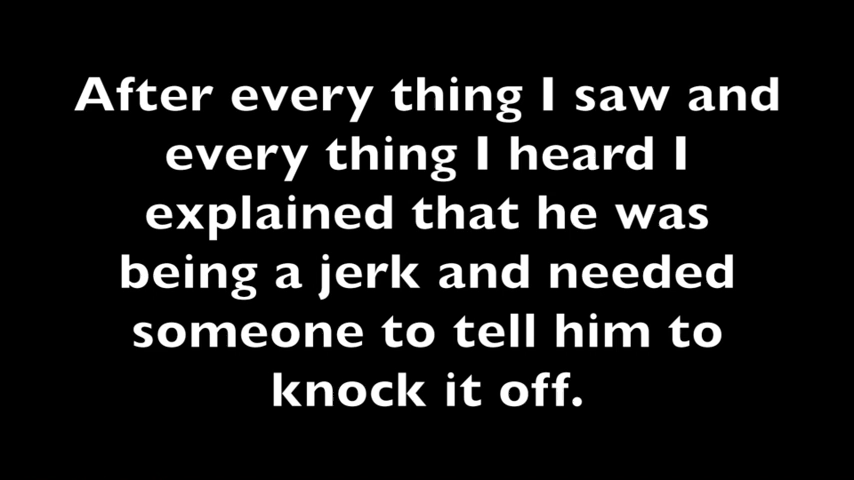 After every thing I saw and
every thing I heard I
explained that he was
being a jerk and needed
someone to tell him to
knock it off.